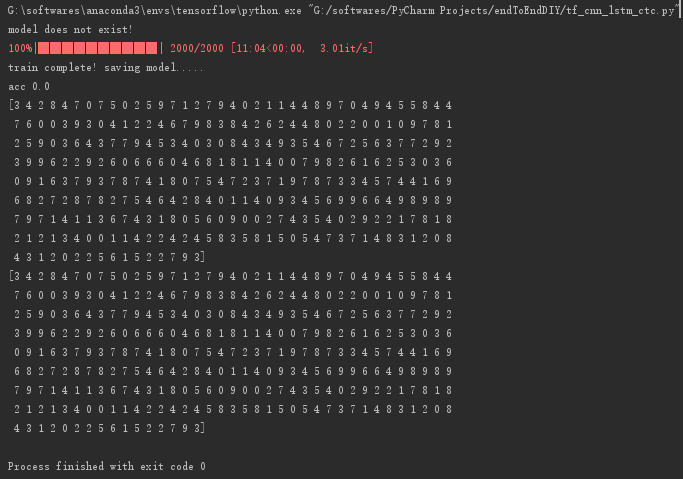 G:\softwares\anaconda3\envs\tensorflow\python.exe "G:/softwares/PyCharm Projects/endToEndDIY/tf_cnn_lstm_ctc.py"
model does not exist!
100%|██████████| 2000/2000 [11:04<00:00,  3.01it/s]
train complete! saving model.....
acc 0.0
[3 4 2 8 4 7 0 7 5 0 2 5 9 7 1 2 7 9 4 0 2 1 1 4 4 8 9 7 0 4 9 4 5 5 8 4 4
 7 6 0 0 3 9 3 0 4 1 2 2 4 6 7 9 8 3 8 4 2 6 2 4 4 8 0 2 2 0 0 1 0 9 7 8 1
 2 5 9 0 3 6 4 3 7 7 9 4 5 3 4 0 3 0 8 4 3 4 9 3 5 4 6 7 2 5 6 3 7 7 2 9 2
 3 9 9 6 2 2 9 2 6 0 6 6 6 0 4 6 8 1 8 1 1 4 0 0 7 9 8 2 6 1 6 2 5 3 0 3 6
 0 9 1 6 3 7 9 3 7 8 7 4 1 8 0 7 5 4 7 2 3 7 1 9 7 8 7 3 3 4 5 7 4 4 1 6 9
 6 8 2 7 2 8 7 8 2 7 5 4 6 4 2 8 4 0 1 1 4 0 9 3 4 5 6 9 9 6 6 4 9 8 9 8 9
 7 9 7 1 4 1 1 3 6 7 4 3 1 8 0 5 6 0 9 0 0 2 7 4 3 5 4 0 2 9 2 2 1 7 8 1 8
 2 1 2 1 3 4 0 0 1 1 4 2 2 4 2 4 5 8 3 5 8 1 5 0 5 4 7 3 7 1 4 8 3 1 2 0 8
 4 3 1 2 0 2 2 5 6 1 5 2 2 7 9 3]
[3 4 2 8 4 7 0 7 5 0 2 5 9 7 1 2 7 9 4 0 2 1 1 4 4 8 9 7 0 4 9 4 5 5 8 4 4
 7 6 0 0 3 9 3 0 4 1 2 2 4 6 7 9 8 3 8 4 2 6 2 4 4 8 0 2 2 0 0 1 0 9 7 8 1
 2 5 9 0 3 6 4 3 7 7 9 4 5 3 4 0 3 0 8 4 3 4 9 3 5 4 6 7 2 5 6 3 7 7 2 9 2
 3 9 9 6 2 2 9 2 6 0 6 6 6 0 4 6 8 1 8 1 1 4 0 0 7 9 8 2 6 1 6 2 5 3 0 3 6
 0 9 1 6 3 7 9 3 7 8 7 4 1 8 0 7 5 4 7 2 3 7 1 9 7 8 7 3 3 4 5 7 4 4 1 6 9
 6 8 2 7 2 8 7 8 2 7 5 4 6 4 2 8 4 0 1 1 4 0 9 3 4 5 6 9 9 6 6 4 9 8 9 8 9
 7 9 7 1 4 1 1 3 6 7 4 3 1 8 0 5 6 0 9 0 0 2 7 4 3 5 4 0 2 9 2 2 1 7 8 1 8
 2 1 2 1 3 4 0 0 1 1 4 2 2 4 2 4 5 8 3 5 8 1 5 0 5 4 7 3 7 1 4 8 3 1 2 0 8
 4 3 1 2 0 2 2 5 6 1 5 2 2 7 9 3]
Process finished with exit code 0